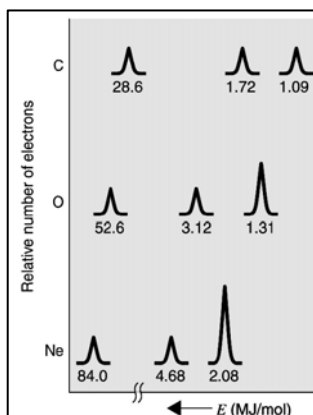 Relative number of electrons
C
28.6 1.72 1.09
O
52.6 3.12 1.31
Ne
84.0 4.68 2.08
E (MJ/mol)